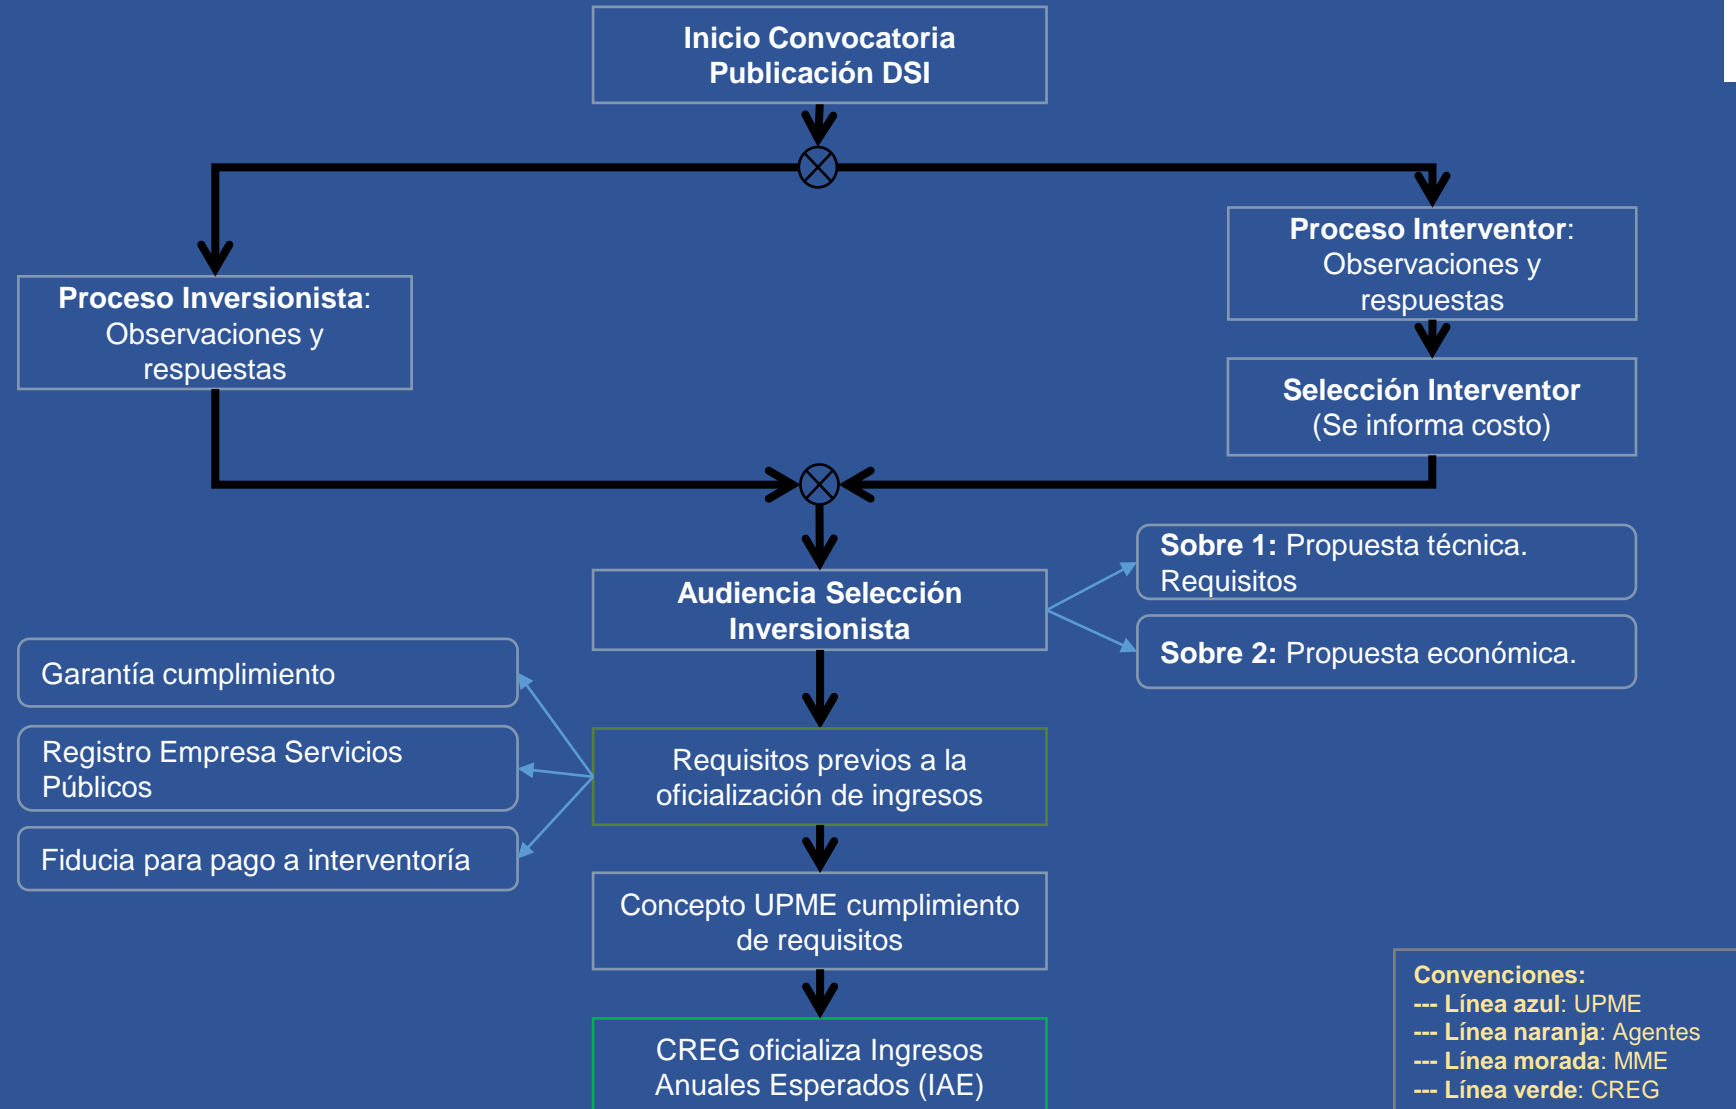 Inicio Convocatoria
Publicación DSI
Proceso Inversionista:
Observaciones y
respuestas
Proceso Interventor:
Observaciones y
respuestas
Selección Interventor
(Se informa costo)
Audiencia Selección
Inversionista
Sobre 1: Propuesta técnica.
Requisitos
Sobre 2: Propuesta económica.
Garantía cumplimiento
Registro Empresa Servicios
Públicos
Fiducia para pago a interventoría
Requisitos previos a la
oficialización de ingresos
Concepto UPME cumplimiento
de requisitos
CREG oficializa Ingresos
Anuales Esperados (IAE)
Convenciones:
--- Línea azul: UPME
--- Línea naranja: Agentes
--- Línea morada: MME
--- Línea verde: CREG